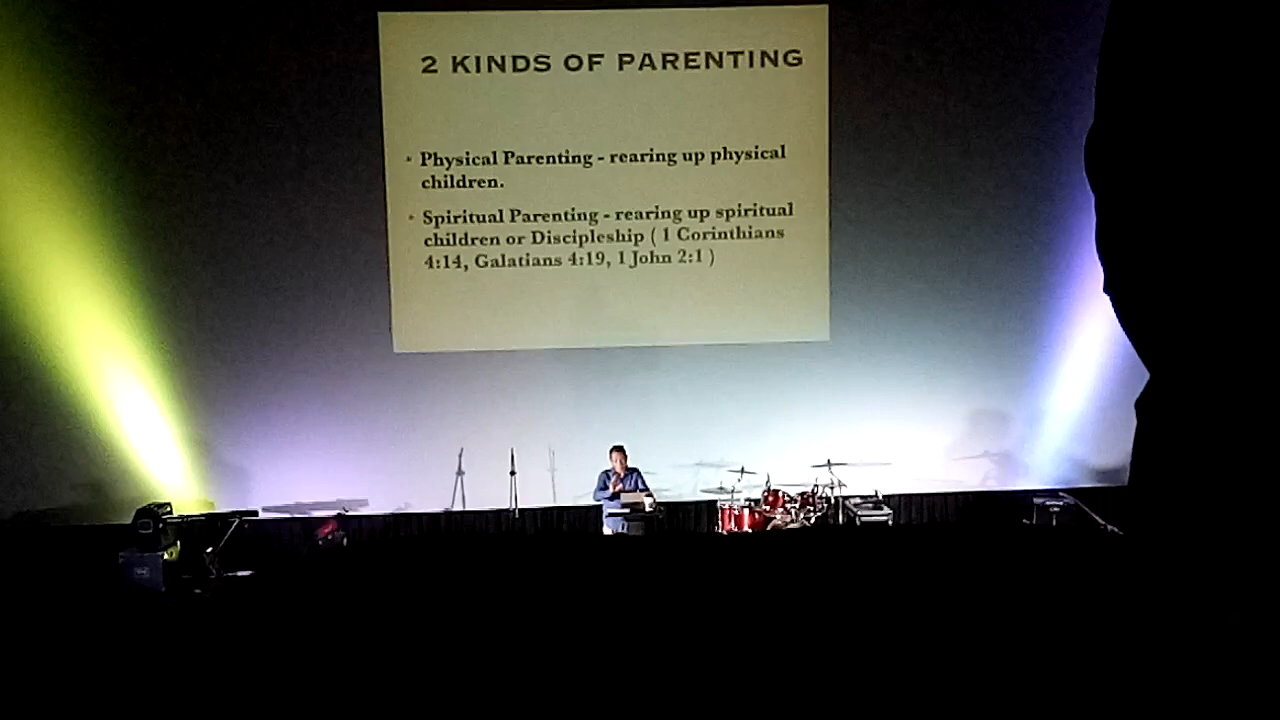 2 KINDS OF PARENTING
• Physical Parenting - rearing up physical
children.
• Spiritual Parenting - rearing up spiritual
children or Discipleship ( 1 Corinthians
4:14, Galatians 4:19, 1 John 2:1 )